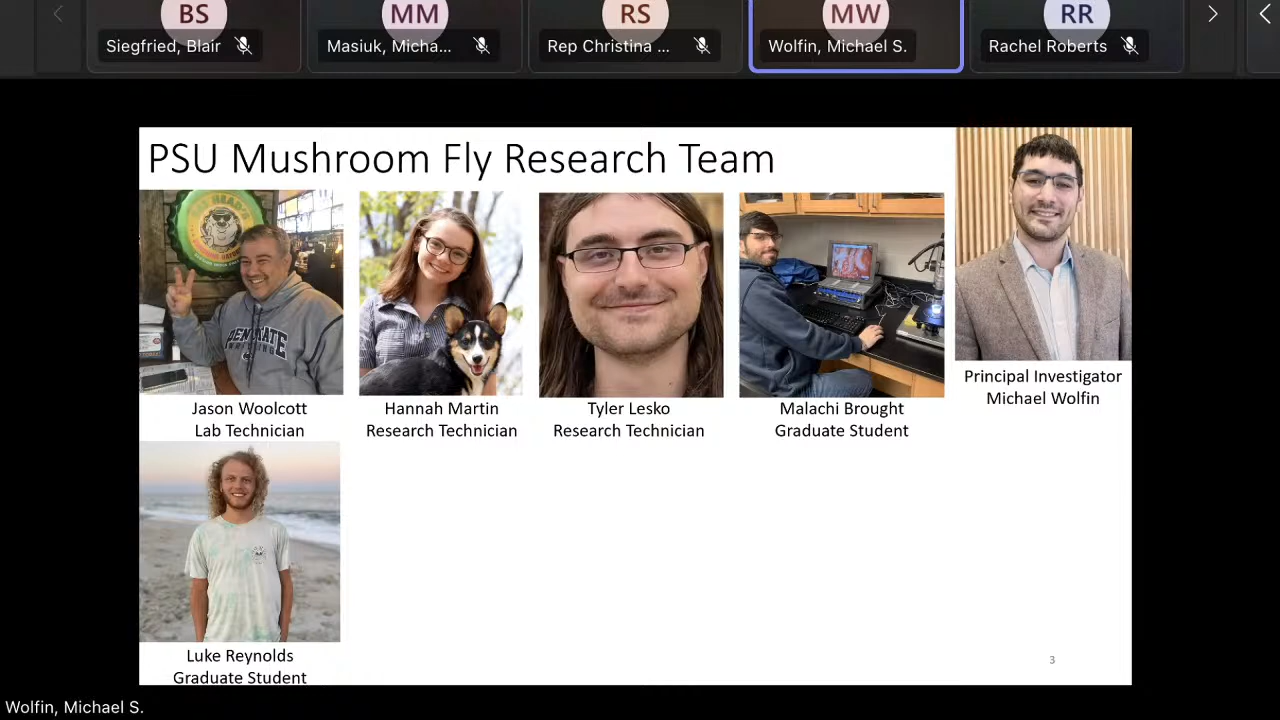 BS
MM
RS
MW
RR
Siegfried, Blair
Masiuk, Micha...
Rep Christina ...
Wolfin, Michael S.
Rachel Roberts
PSU Mushroom Fly Research Team
Jason Woolcott
Lab Technician
Hannah Martin
Research Technician
Tyler Lesko
Research Technician
Malachi Brought
Graduate Student
Principal Investigator
Michael Wolfin
Luke Reynolds
Graduate Student
3
Wolfin, Michael S.